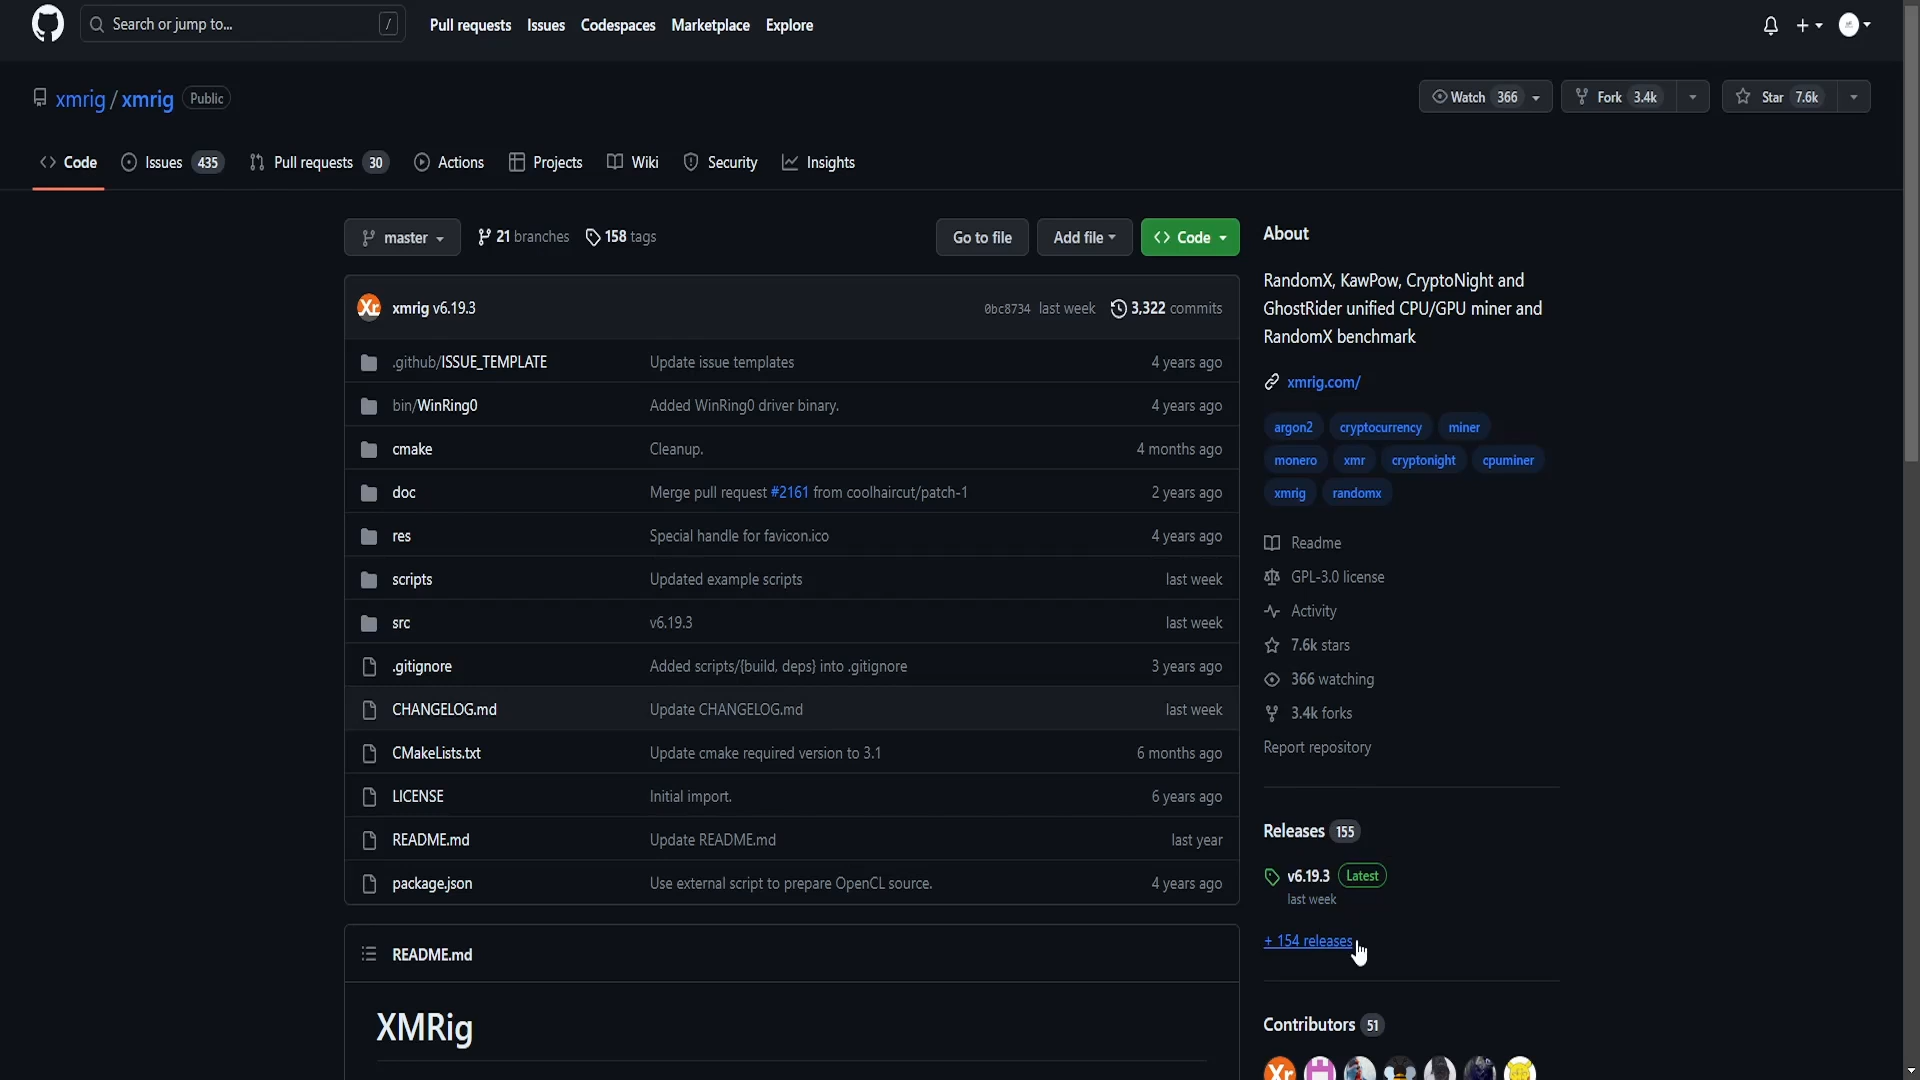 Search or jump to... /
Pull requests Issues Codespaces Marketplace Explore
xmrig / xmrig Public
Watch 366 Fork 3.4k Star 7.6k
Code Issues 435 Pull requests 30 Actions Projects Wiki Security Insights
master 21 branches 158 tags Go to file Add file Code
Xr xmrig v6.19.3 0bc8734 last week 3,322 commits
.github/ISSUE_TEMPLATE Update issue templates 4 years ago
bin/WinRing0 Added WinRing0 driver binary. 4 years ago
cmake Cleanup. 4 months ago
doc Merge pull request #2161 from coolhaircut/patch-1 2 years ago
res Special handle for favicon.ico 4 years ago
scripts Updated example scripts last week
src v6.19.3 last week
.gitignore Added scripts/{build, deps} into .gitignore 3 years ago
CHANGELOG.md Update CHANGELOG.md last week
CMakeLists.txt Update cmake required version to 3.1 6 months ago
LICENSE Initial import. 6 years ago
README.md Update README.md last year
package.json Use external script to prepare OpenCL source. 4 years ago
README.md
XMRig
About
RandomX, KawPow, CryptoNight and
GhostRider unified CPU/GPU miner and
RandomX benchmark
xmrig.com/
argon2 cryptocurrency miner
monero xmr cryptonight cpuminer
xmrig randomx
Readme
GPL-3.0 license
Activity
7.6k stars
366 watching
3.4k forks
Report repository
Releases 155
v6.19.3 Latest
last week
+ 154 releases
Contributors 51
Xr